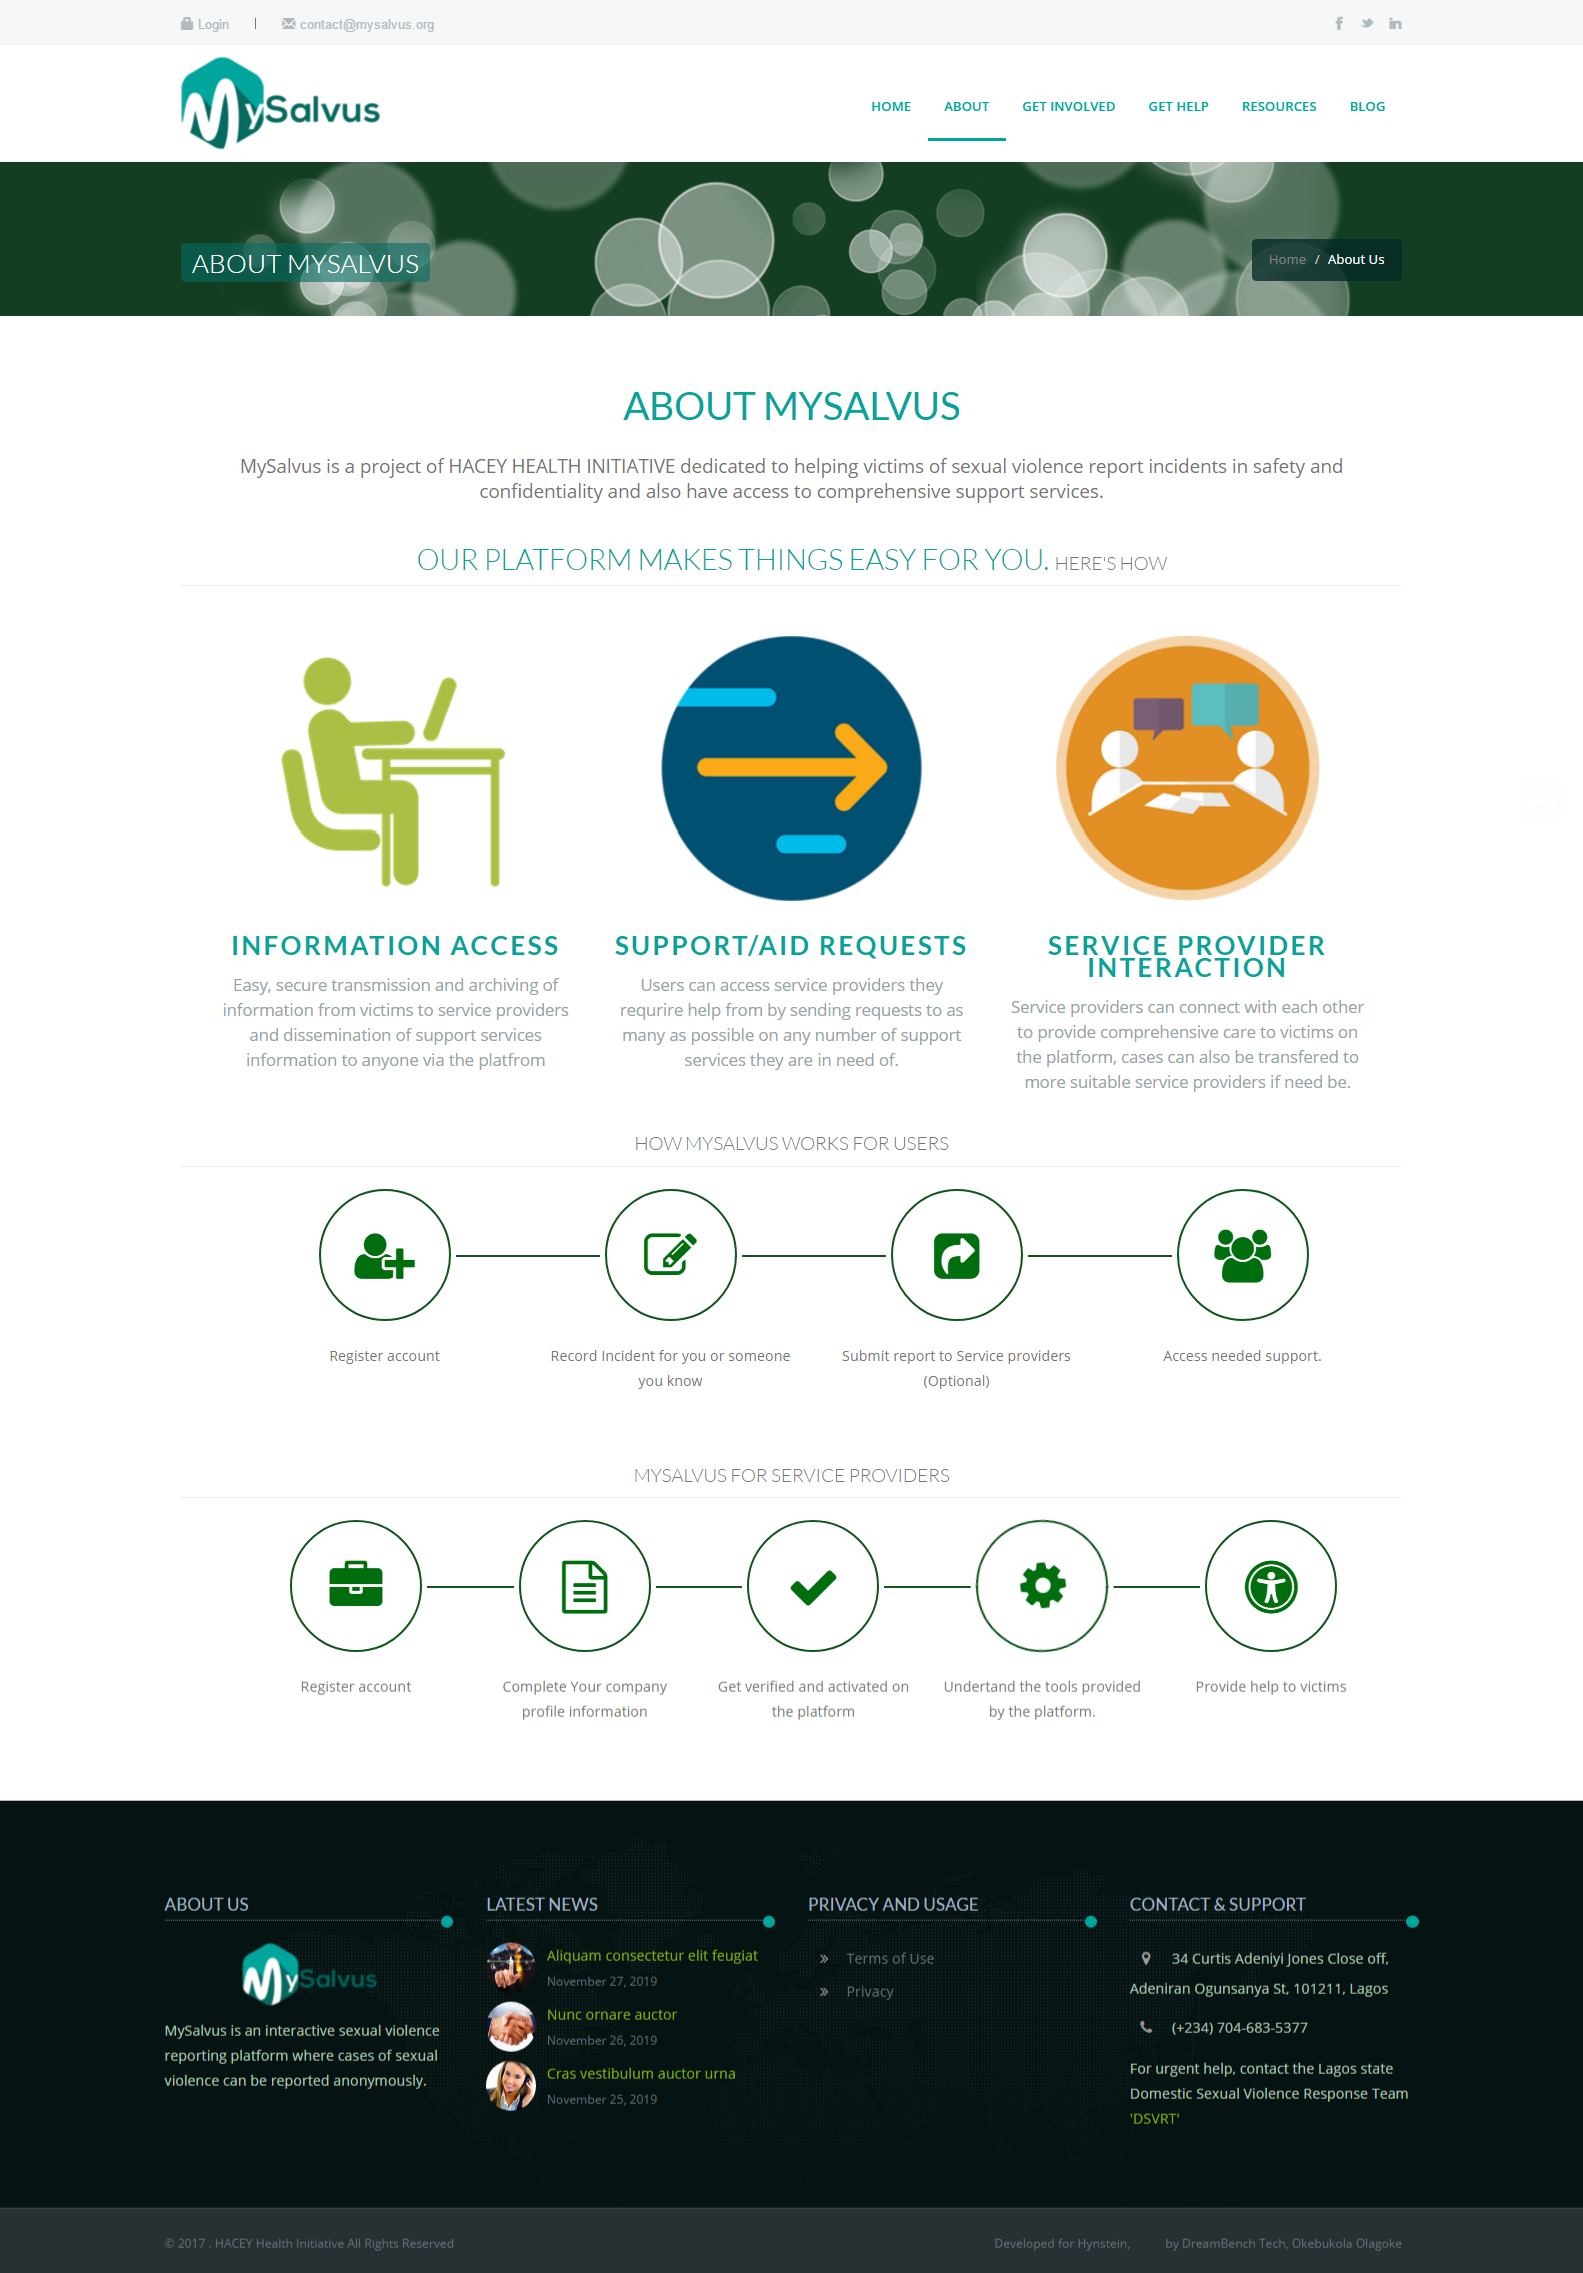 Login
contact@mysalvus.org
MySalvus
HOME
ABOUT
GET INVOLVED
GET HELP
RESOURCES
BLOG
ABOUT MYSALVUS
Home / About Us
ABOUT MYSALVUS
MySalvus is a project of HACEY HEALTH INITIATIVE dedicated to helping victims of sexual violence report incidents in safety and
confidentiality and also have access to comprehensive support services.
OUR PLATFORM MAKES THINGS EASY FOR YOU. HERE'S HOW
INFORMATION ACCESS
Easy, secure transmission and archiving of
information from victims to service providers
and dissemination of support services
information to anyone via the platfrom
SUPPORT/AID REQUESTS
Users can access service providers they
requrire help from by sending requests to as
many as possible on any number of support
services they are in need of.
SERVICE PROVIDER
INTERACTION
Service providers can connect with each other
to provide comprehensive care to victims on
the platform, cases can also be transfered to
more suitable service providers if need be.
HOW MYSALVUS WORKS FOR USERS
Register account
Record Incident for you or someone
you know
Submit report to Service providers
(Optional)
Access needed support.
MYSALVUS FOR SERVICE PROVIDERS
Register account
Complete Your company
profile information
Get verified and activated on
the platform
Undertand the tools provided
by the platform.
Provide help to victims
ABOUT US
MySalvus
MySalvus is an interactive sexual violence
reporting platform where cases of sexual
violence can be reported anonymously.
LATEST NEWS
Aliquam consectetur elit feugiat
November 27, 2019
Nunc ornare auctor
November 26, 2019
Cras vestibulum auctor urna
November 25, 2019
PRIVACY AND USAGE
Terms of Use
Privacy
CONTACT & SUPPORT
34 Curtis Adeniyi Jones Close off,
Adeniran Ogunsanya St, 101211, Lagos
(+234) 704-683-5377
For urgent help, contact the Lagos state
Domestic Sexual Violence Response Team
'DSVRT'
© 2017 . HACEY Health Initiative All Rights Reserved
Developed for Hynstein, by DreamBench Tech, Okebukola Olagoke